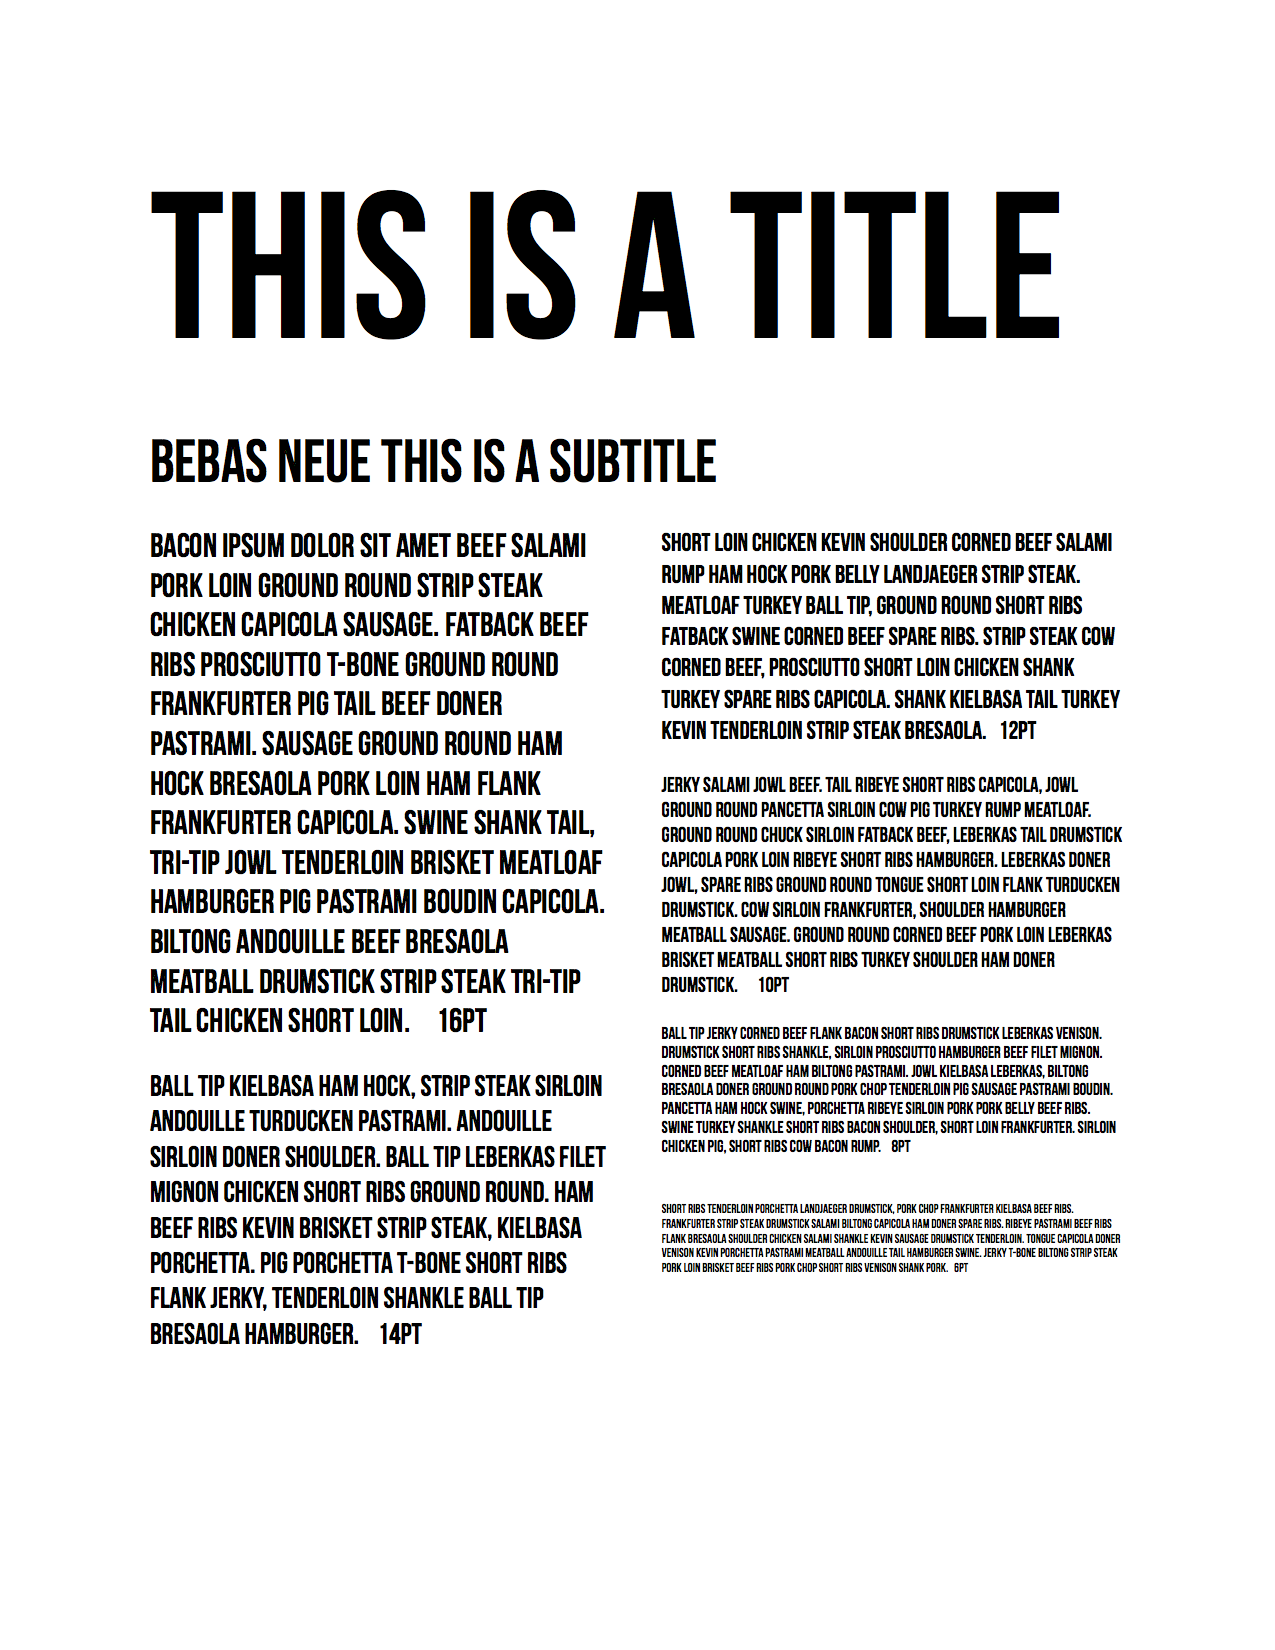 THIS IS A TITLE
BEBAS NEUE THIS IS A SUBTITLE
BACON IPSUM DOLOR SIT AMET BEEF SALAMI
PORK LOIN GROUND ROUND STRIP STEAK
CHICKEN CAPICOLA SAUSAGE. FATBACK BEEF
RIBS PROSCIUTTO T-BONE GROUND ROUND
FRANKFURTER PIG TAIL BEEF DONER
PASTRAMI. SAUSAGE GROUND ROUND HAM
HOCK BRESAOLA PORK LOIN HAM FLANK
FRANKFURTER CAPICOLA. SWINE SHANK TAIL,
TRI-TIP JOWL TENDERLOIN BRISKET MEATLOAF
HAMBURGER PIG PASTRAMI BOUDIN CAPICOLA.
BILTONG ANDOUILLE BEEF BRESAOLA
MEATBALL DRUMSTICK STRIP STEAK TRI-TIP
TAIL CHICKEN SHORT LOIN. 16PT
BALL TIP KIELBASA HAM HOCK, STRIP STEAK SIRLOIN
ANDOUILLE TURDUCKEN PASTRAMI. ANDOUILLE
SIRLOIN DONER SHOULDER. BALL TIP LEBERKAS FILET
MIGNON CHICKEN SHORT RIBS GROUND ROUND. HAM
BEEF RIBS KEVIN BRISKET STRIP STEAK, KIELBASA
PORCHETTA. PIG PORCHETTA T-BONE SHORT RIBS
FLANK JERKY, TENDERLOIN SHANKLE BALL TIP
BRESAOLA HAMBURGER. 14PT
SHORT LOIN CHICKEN KEVIN SHOULDER CORNED BEEF SALAMI
RUMP HAM HOCK PORK BELLY LANDJAEGER STRIP STEAK.
MEATLOAF TURKEY BALL TIP, GROUND ROUND SHORT RIBS
FATBACK SWINE CORNED BEEF SPARE RIBS. STRIP STEAK COW
CORNED BEEF, PROSCIUTTO SHORT LOIN CHICKEN SHANK
TURKEY SPARE RIBS CAPICOLA. SHANK KIELBASA TAIL TURKEY
KEVIN TENDERLOIN STRIP STEAK BRESAOLA. 12PT
JERKY SALAMI JOWL BEEF. TAIL RIBEYE SHORT RIBS CAPICOLA, JOWL
GROUND ROUND PANCETTA SIRLOIN COW PIG TURKEY RUMP MEATLOAF.
GROUND ROUND CHUCK SIRLOIN FATBACK BEEF, LEBERKAS TAIL DRUMSTICK
CAPICOLA PORK LOIN RIBEYE SHORT RIBS HAMBURGER. LEBERKAS DONER
JOWL, SPARE RIBS GROUND ROUND TONGUE SHORT LOIN FLANK TURDUCKEN
DRUMSTICK. COW SIRLOIN FRANKFURTER, SHOULDER HAMBURGER
MEATBALL SAUSAGE. GROUND ROUND CORNED BEEF PORK LOIN LEBERKAS
BRISKET MEATBALL SHORT RIBS TURKEY SHOULDER HAM DONER
DRUMSTICK. 10PT
BALL TIP JERKY CORNED BEEF FLANK BACON SHORT RIBS DRUMSTICK LEBERKAS VENISON.
DRUMSTICK SHORT RIBS SHANKLE, SIRLOIN PROSCIUTTO HAMBURGER BEEF FILET MIGNON.
CORNED BEEF MEATLOAF HAM BILTONG PASTRAMI. JOWL KIELBASA LEBERKAS, BILTONG
BRESAOLA DONER GROUND ROUND PORK CHOP TENDERLOIN PIG SAUSAGE PASTRAMI BOUDIN.
PANCETTA HAM HOCK SWINE, PORCHETTA RIBEYE SIRLOIN PORK PORK BELLY BEEF RIBS.
SWINE TURKEY SHANKLE SHORT RIBS BACON SHOULDER, SHORT LOIN FRANKFURTER. SIRLOIN
CHICKEN PIG, SHORT RIBS COW BACON RUMP. 8PT
SHORT RIBS TENDERLOIN PORCHETTA LANDJAEGER DRUMSTICK, PORK CHOP FRANKFURTER KIELBASA BEEF RIBS.
FRANKFURTER STRIP STEAK DRUMSTICK SALAMI BILTONG CAPICOLA HAM DONER SPARE RIBS. RIBEYE PASTRAMI BEEF RIBS
FLANK BRESAOLA SHOULDER CHICKEN SALAMI SHANKLE KEVIN SAUSAGE DRUMSTICK TENDERLOIN. TONGUE CAPICOLA DONER
VENISON KEVIN PORCHETTA PASTRAMI MEATBALL ANDOUILLE TAIL HAMBURGER SWINE. JERKY T-BONE BILTONG STRIP STEAK
PORK LOIN BRISKET BEEF RIBS PORK CHOP SHORT RIBS VENISON SHANK PORK. 6PT